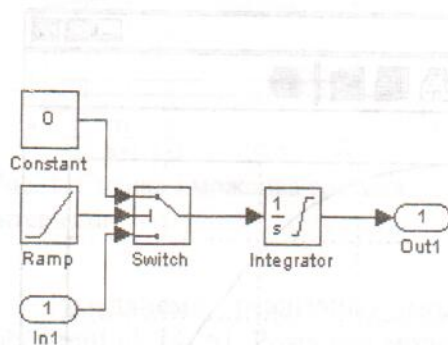 0
Constant
Ramp
Switch
1
s
Integrator
1
Out1
1
In1